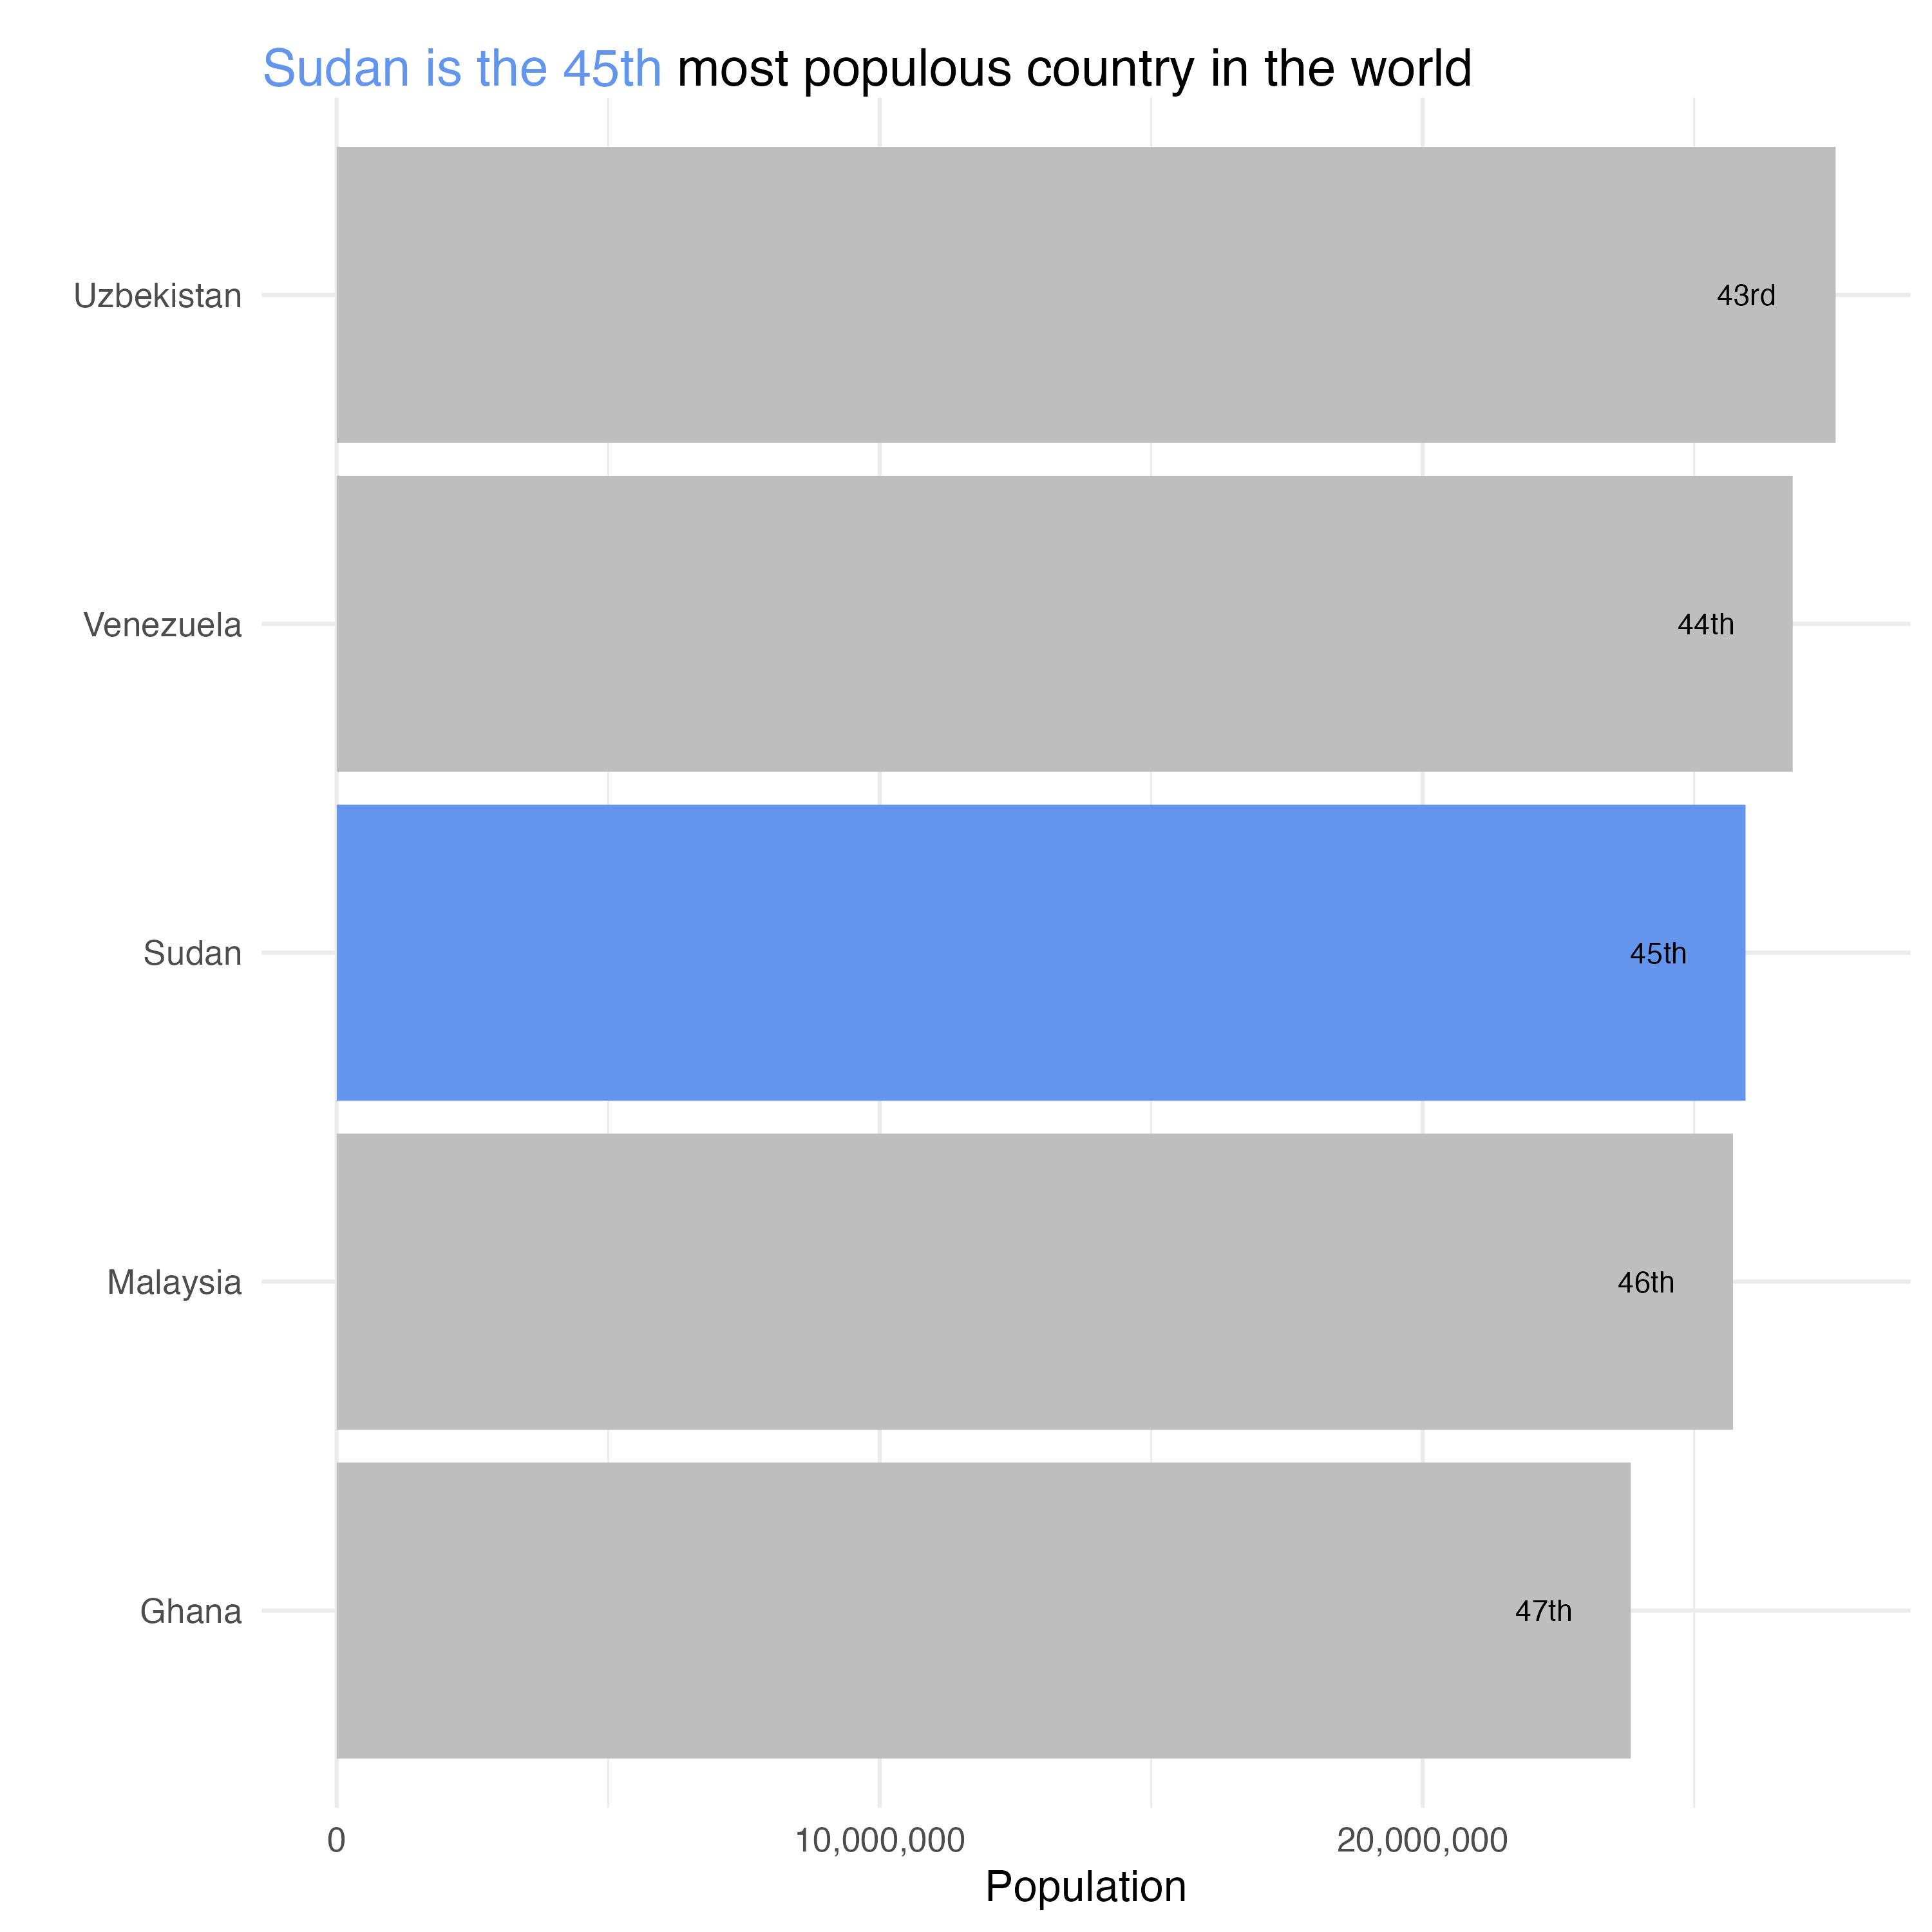 Sudan is the 45th most populous country in the world
Uzbekistan 43rd
Venezuela 44th
Sudan 45th
Malaysia 46th
Ghana 47th
0 10,000,000 20,000,000
Population